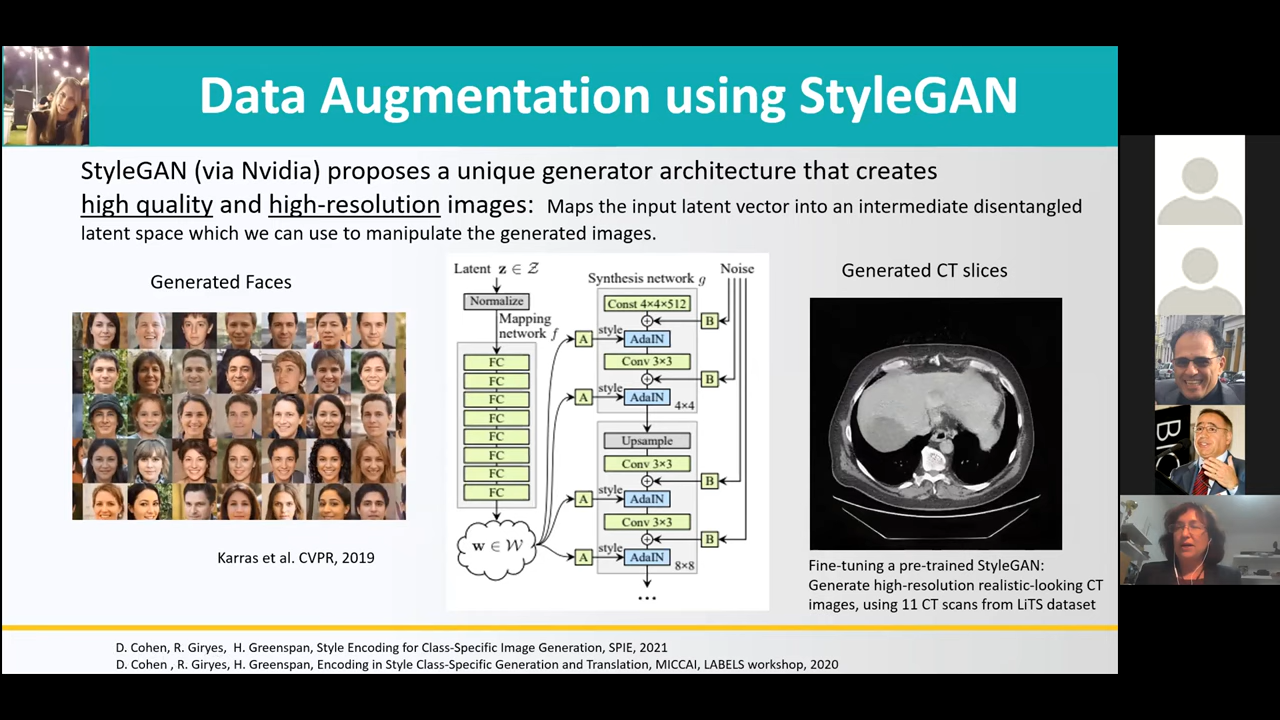 Data Augmentation using StyleGAN
StyleGAN (via Nvidia) proposes a unique generator architecture that creates
high quality and high-resolution images: Maps the input latent vector into an intermediate disentangled
latent space which we can use to manipulate the generated images.
Generated Faces
Karras et al. CVPR, 2019
Latent z ∈ Z
Normalize
Mapping
network f
FC
FC
FC
FC
FC
FC
FC
FC
w ∈ W
Synthesis network g
Noise
Const 4×4×512
B
A
style
AdaIN
Conv 3×3
B
A
style
AdaIN
4×4
Upsample
Conv 3×3
B
A
style
AdaIN
Conv 3×3
B
A
style
AdaIN
8×8
...
Generated CT slices
Fine-tuning a pre-trained StyleGAN:
Generate high-resolution realistic-looking CT
images, using 11 CT scans from LiTS dataset
D. Cohen, R. Giryes, H. Greenspan, Style Encoding for Class-Specific Image Generation, SPIE, 2021
D. Cohen , R. Giryes, H. Greenspan, Encoding in Style Class-Specific Generation and Translation, MICCAI, LABELS workshop, 2020